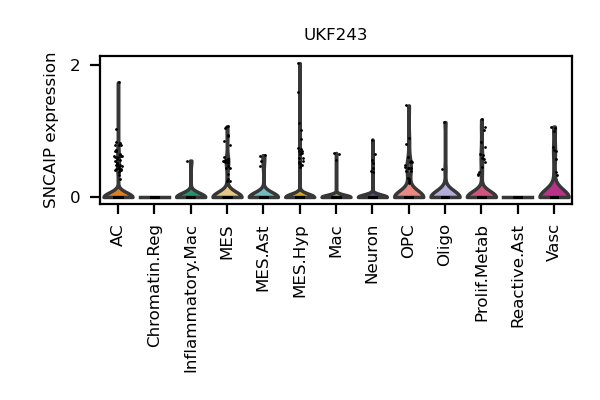 UKF243
SNCAIP expression
2
0
AC
Chromatin.Reg
Inflammatory.Mac
MES
MES.Ast
MES.Hyp
Mac
Neuron
OPC
Oligo
Prolif.Metab
Reactive.Ast
Vasc